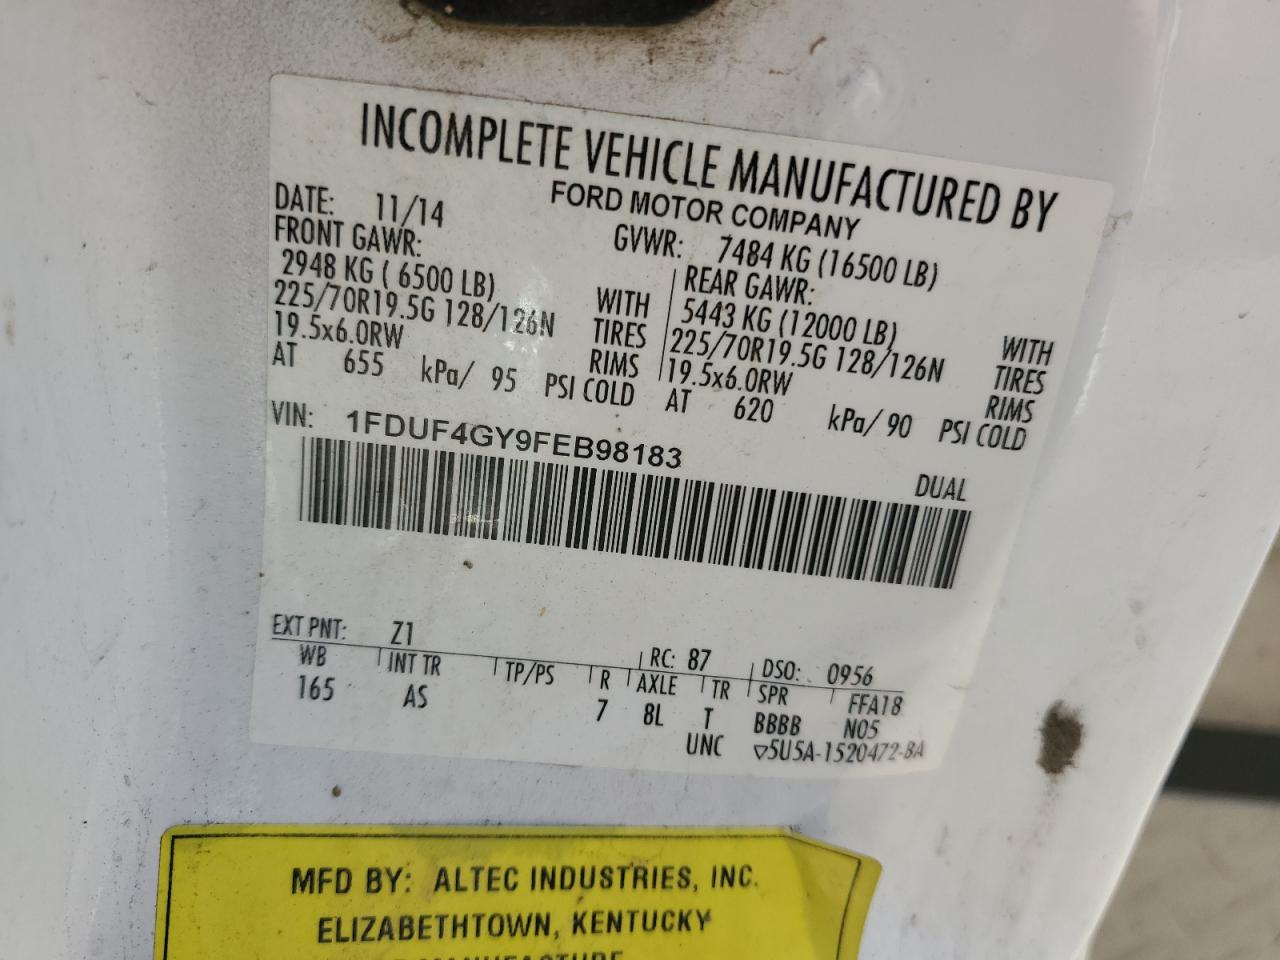 INCOMPLETE VEHICLE MANUFACTURED BY
FORD MOTOR COMPANY
DATE: 11/14
GVWR: 7484 KG (16500 LB)
FRONT GAWR:
2948 KG ( 6500 LB) WITH
225/70R19.5G 128/126N TIRES
19.5x6.0RW RIMS
AT 655 kPa/ 95 PSI COLD
REAR GAWR:
5443 KG (12000 LB) WITH
225/70R19.5G 128/126N TIRES
19.5x6.0RW RIMS
AT 620 kPa/ 90 PSI COLD
VIN: 1FDUF4GY9FEB98183
DUAL
EXT PNT: Z1 RC: 87 DSO: 0956
WB INT TR TP/PS R AXLE TR SPR FFA18
165 AS 7 8L T BBBB N05
UNC ▽5U5A-1520472-BA
MFD BY: ALTEC INDUSTRIES, INC.
ELIZABETHTOWN, KENTUCKY